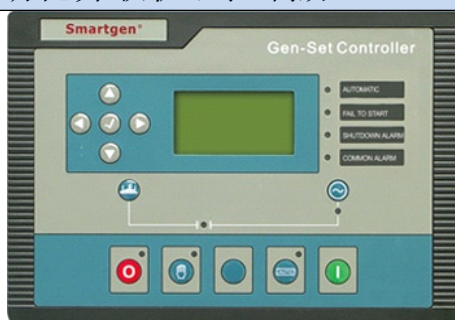 Smartgen®
Gen-Set Controller
AUTOMATIC
FAIL TO START
SHUTDOWN ALARM
COMMON ALARM